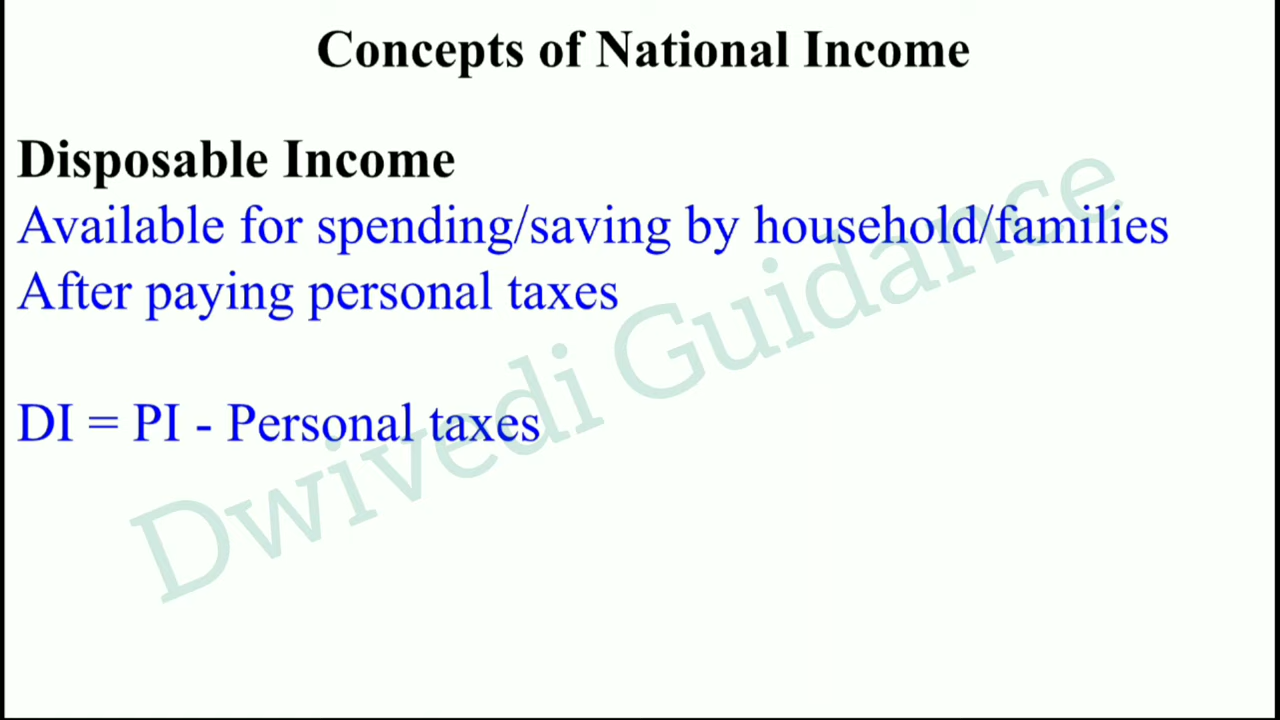 Concepts of National Income
Disposable Income
Available for spending/saving by household/families
After paying personal taxes
DI = PI - Personal taxes
Dwivedi Guidance